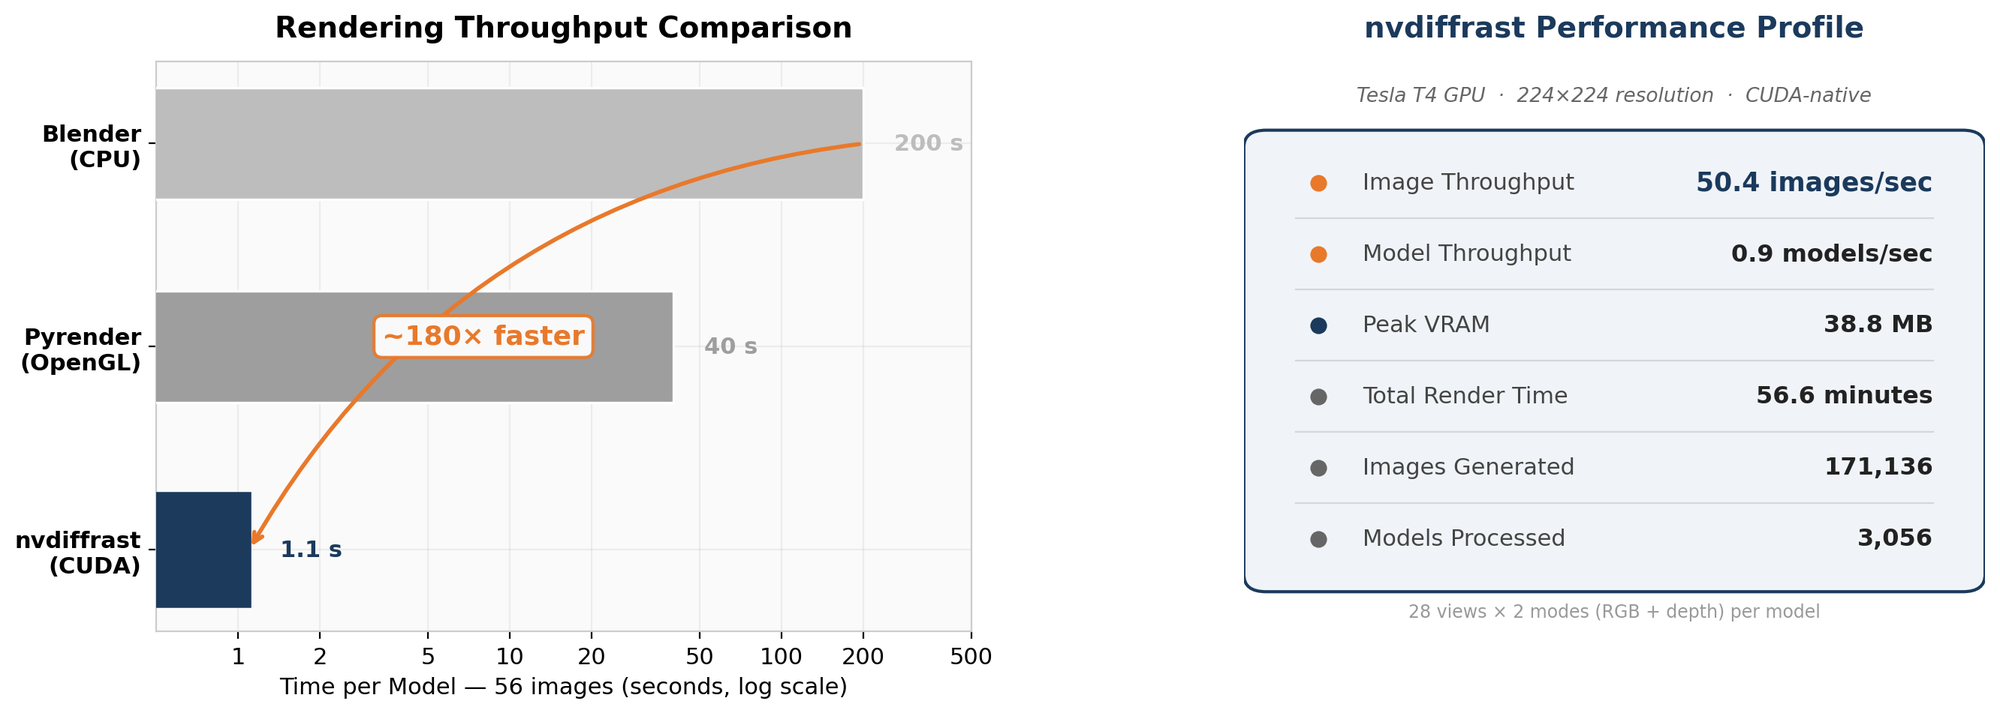 Rendering Throughput Comparison
Blender
(CPU)
200 s
Pyrender
(OpenGL)
~180× faster
40 s
nvdiffrast
(CUDA)
1.1 s
1 2 5 10 20 50 100 200 500
Time per Model — 56 images (seconds, log scale)
nvdiffrast Performance Profile
Tesla T4 GPU · 224×224 resolution · CUDA-native
Image Throughput 50.4 images/sec
Model Throughput 0.9 models/sec
Peak VRAM 38.8 MB
Total Render Time 56.6 minutes
Images Generated 171,136
Models Processed 3,056
28 views × 2 modes (RGB + depth) per model